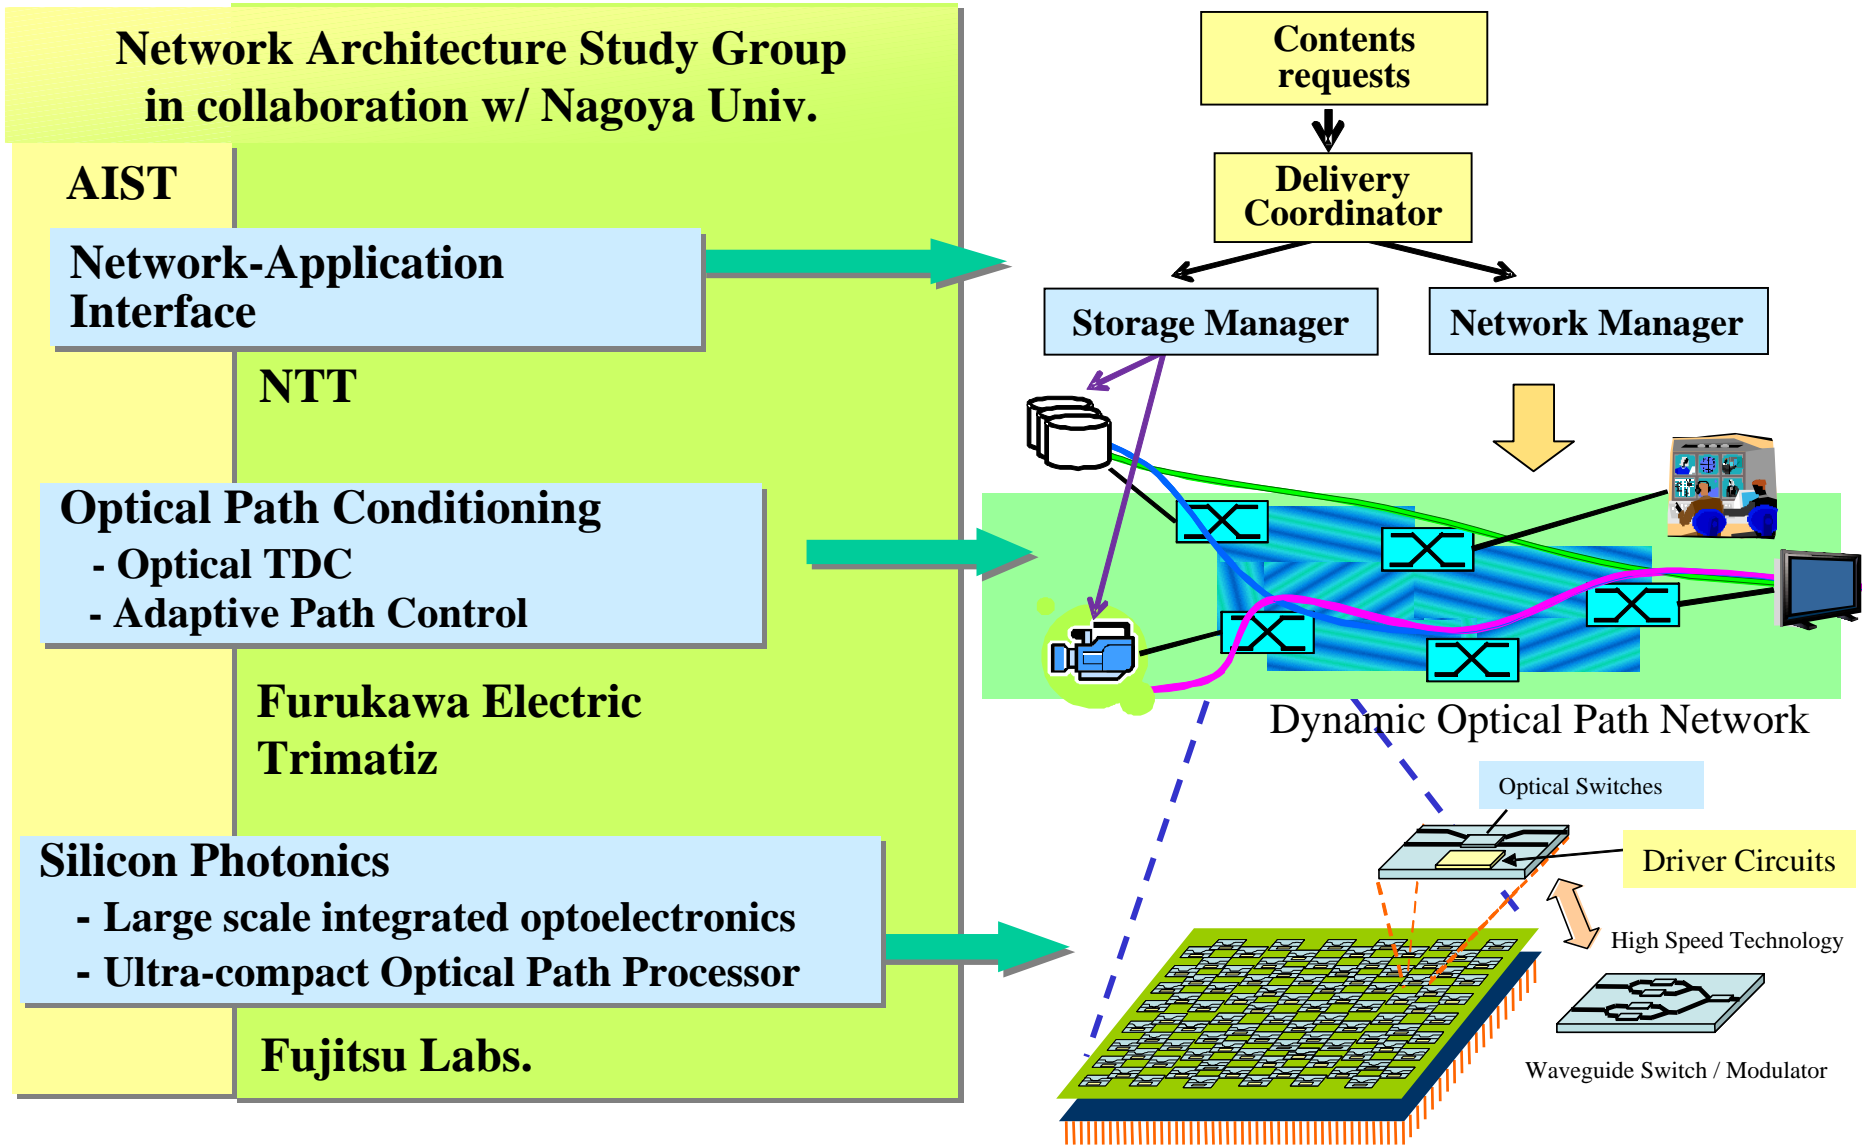 Network Architecture Study Group
in collaboration w/ Nagoya Univ.
AIST
Network-Application
Interface
NTT
Optical Path Conditioning
- Optical TDC
- Adaptive Path Control
Furukawa Electric
Trimatiz
Silicon Photonics
- Large scale integrated optoelectronics
- Ultra-compact Optical Path Processor
Fujitsu Labs.
Contents
requests
Delivery
Coordinator
Storage Manager
Network Manager
Dynamic Optical Path Network
Optical Switches
Driver Circuits
High Speed Technology
Waveguide Switch / Modulator